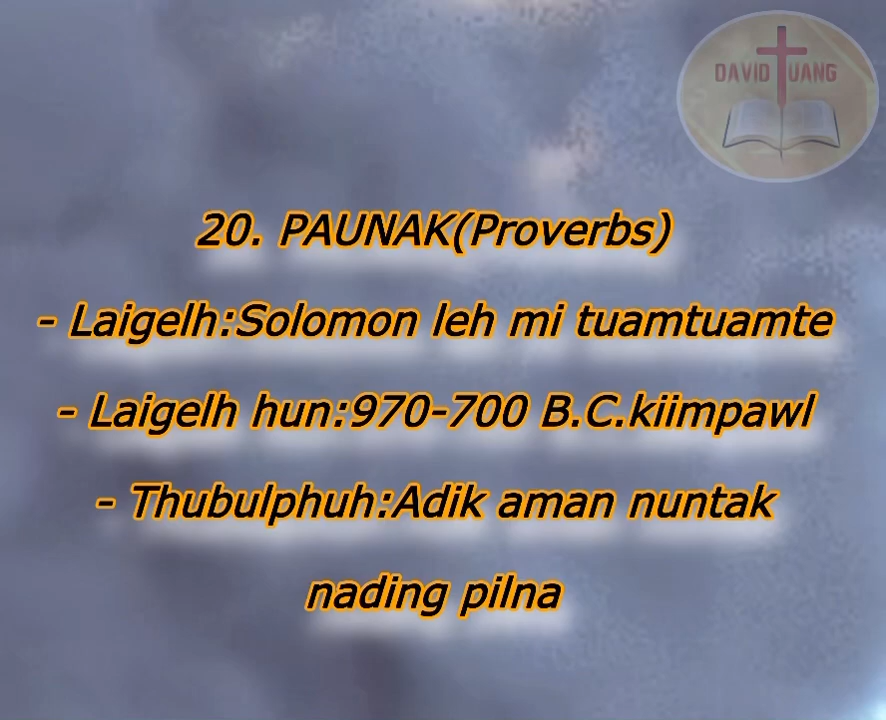 DAVID TUANG
20. PAUNAK(Proverbs)
- Laigelh:Solomon leh mi tuamtuamte
- Laigelh hun:970-700 B.C.kiimpawl
- Thubulphuh:Adik aman nuntak
nading pilna